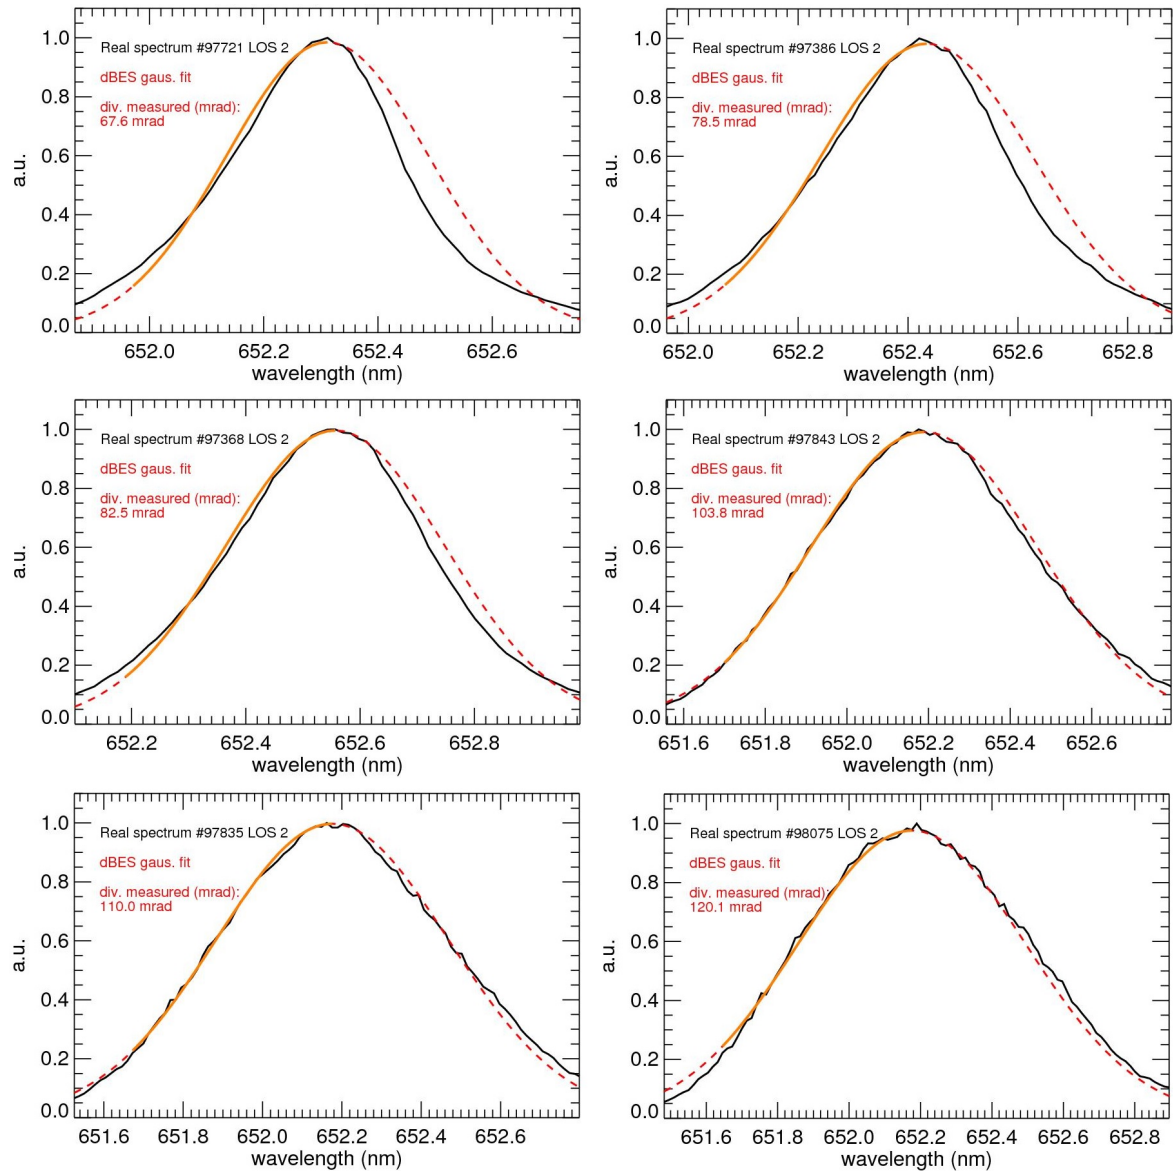 1.0
Real spectrum #97721 LOS 2
dBES gaus. fit
div. measured (mrad):
67.6 mrad
0.8
0.6
0.4
0.2
0.0
a.u.
652.0 652.2 652.4 652.6
wavelength (nm)
1.0
Real spectrum #97386 LOS 2
dBES gaus. fit
div. measured (mrad):
78.5 mrad
0.8
0.6
0.4
0.2
0.0
a.u.
652.0 652.2 652.4 652.6 652.8
wavelength (nm)
1.0
Real spectrum #97368 LOS 2
dBES gaus. fit
div. measured (mrad):
82.5 mrad
0.8
0.6
0.4
0.2
0.0
a.u.
652.2 652.4 652.6 652.8
wavelength (nm)
1.0
Real spectrum #97843 LOS 2
dBES gaus. fit
div. measured (mrad):
103.8 mrad
0.8
0.6
0.4
0.2
0.0
a.u.
651.6 651.8 652.0 652.2 652.4 652.6
wavelength (nm)
1.0
Real spectrum #97835 LOS 2
dBES gaus. fit
div. measured (mrad):
110.0 mrad
0.8
0.6
0.4
0.2
0.0
a.u.
651.6 651.8 652.0 652.2 652.4 652.6
wavelength (nm)
1.0
Real spectrum #98075 LOS 2
dBES gaus. fit
div. measured (mrad):
120.1 mrad
0.8
0.6
0.4
0.2
0.0
a.u.
651.6 651.8 652.0 652.2 652.4 652.6 652.8
wavelength (nm)